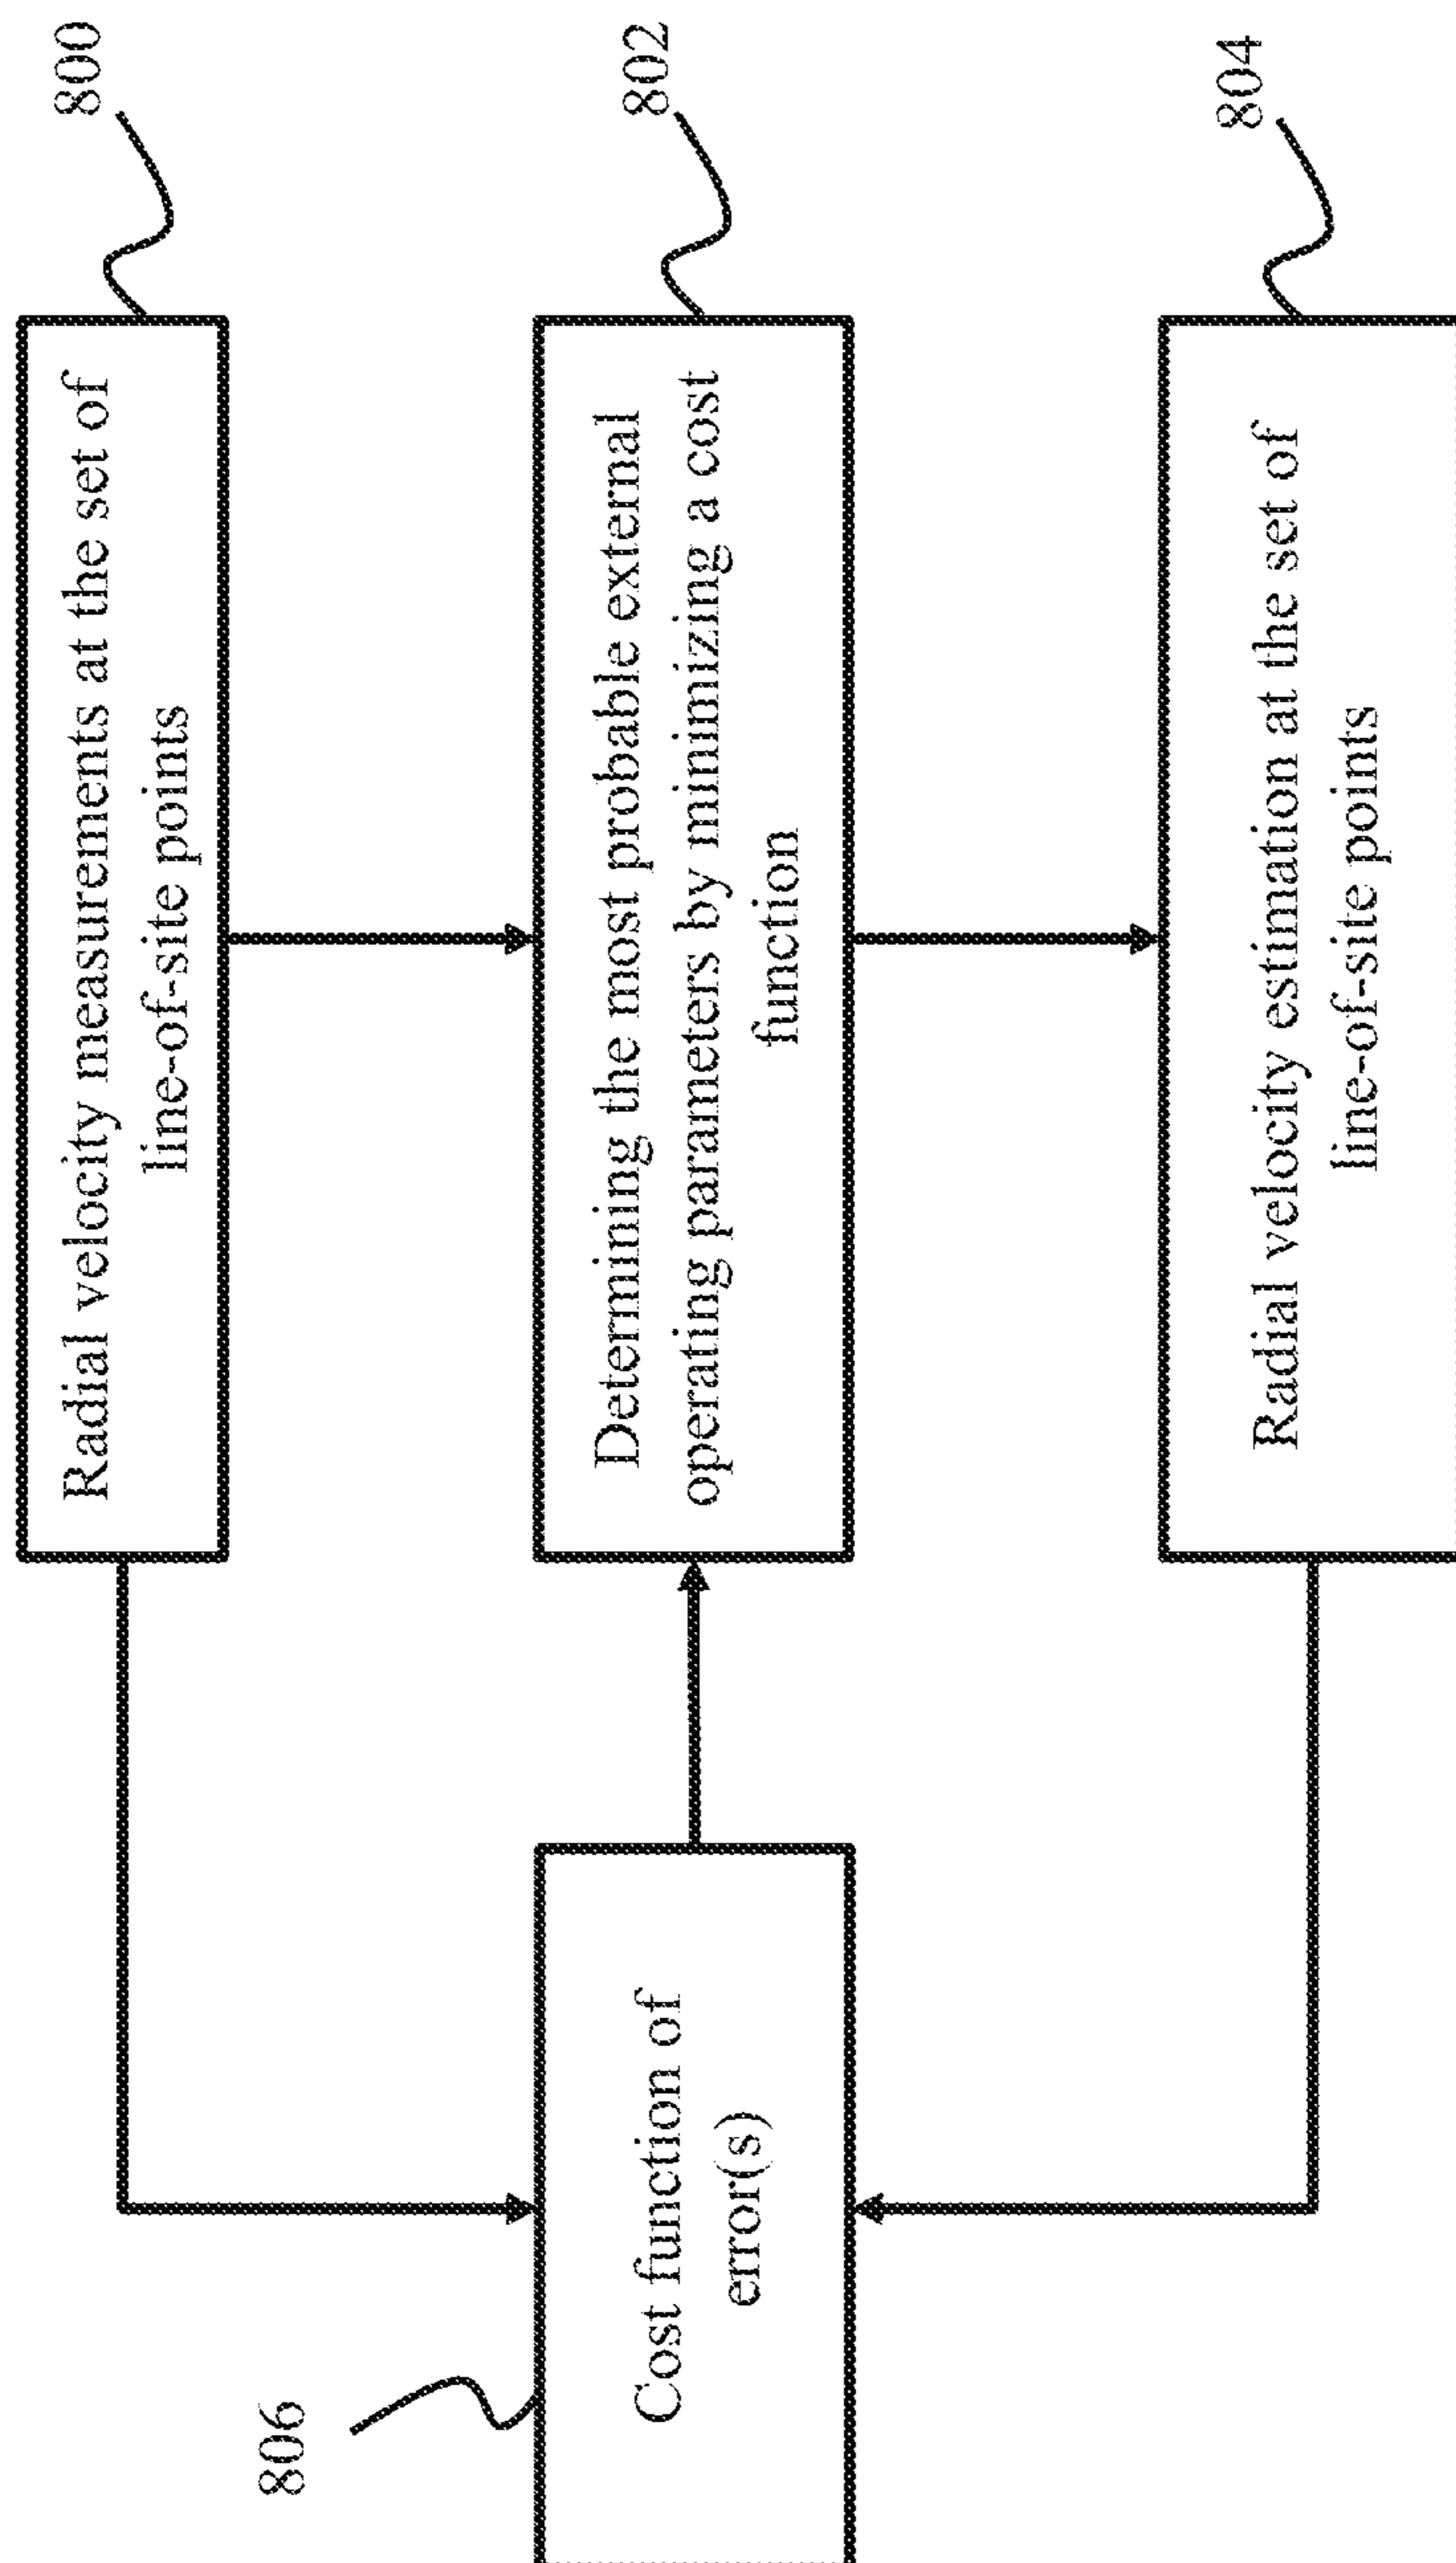 Radial velocity measurements at the set of
line-of-site points
800
Determining the most probable external
operating parameters by minimizing a cost
function
802
Radial velocity estimation at the set of
line-of-site points
804
806
Cost function of
error(s)